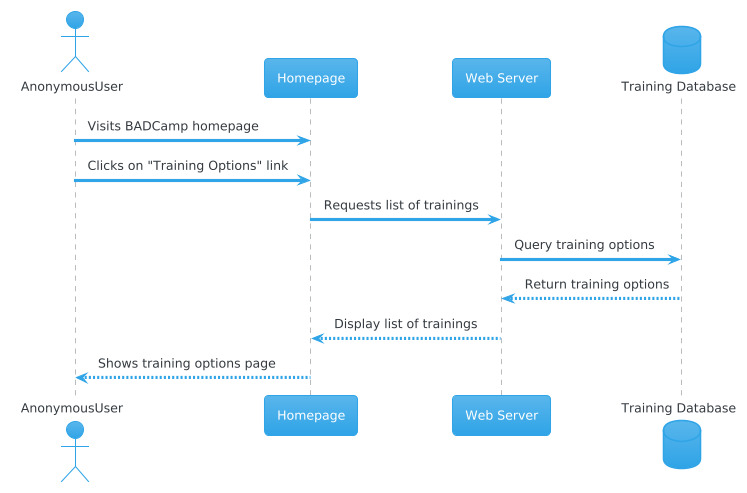 AnonymousUser
Homepage
Web Server
Training Database
Visits BADCamp homepage
Clicks on "Training Options" link
Requests list of trainings
Query training options
Return training options
Display list of trainings
Shows training options page
AnonymousUser
Homepage
Web Server
Training Database